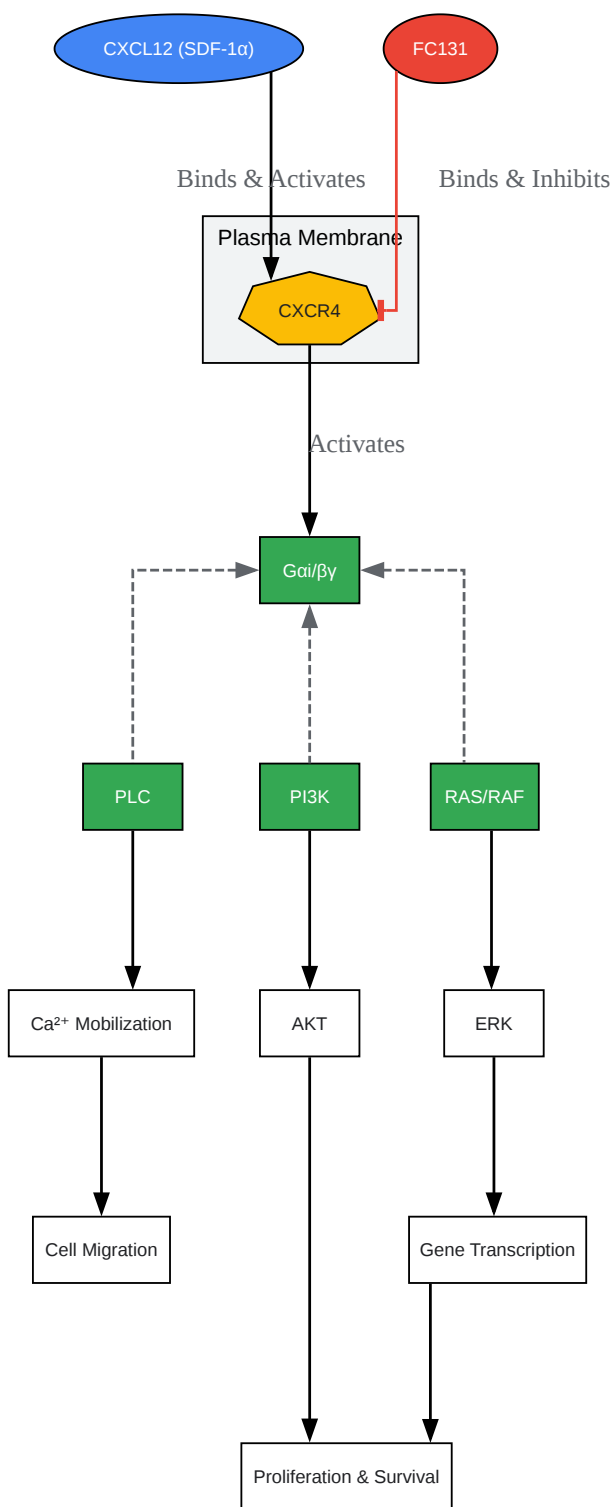 CXCL12 (SDF-1α)
FC131
Binds & Activates
Binds & Inhibits
Plasma Membrane
CXCR4
Activates
Gαi/βγ
PLC
PI3K
RAS/RAF
Ca²⁺ Mobilization
AKT
ERK
Cell Migration
Gene Transcription
Proliferation & Survival